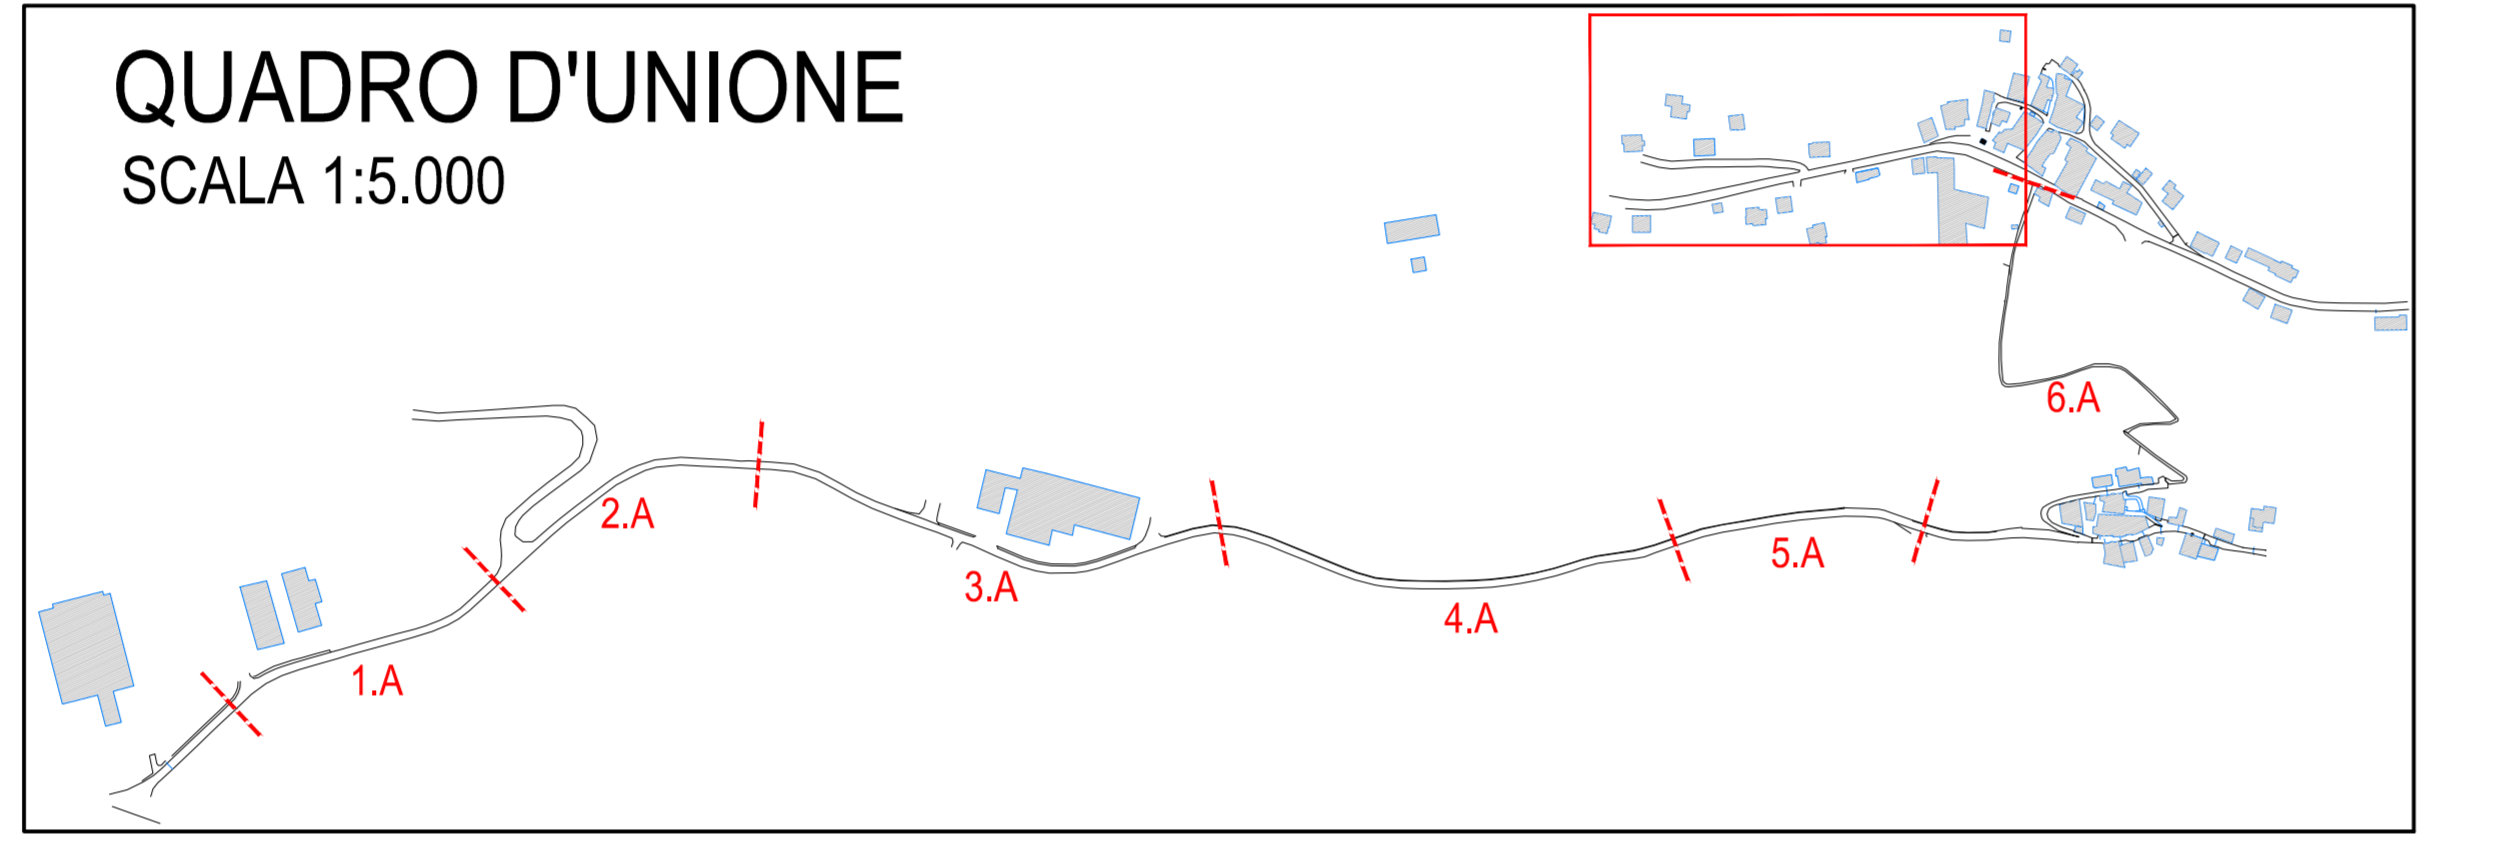 QUADRO D'UNIONE
SCALA 1:5.000
6.A
2.A
5.A
3.A
4.A
1.A